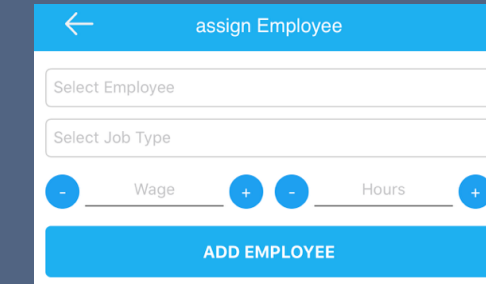 assign Employee
Select Employee
Select Job Type
- Wage + - Hours +
ADD EMPLOYEE